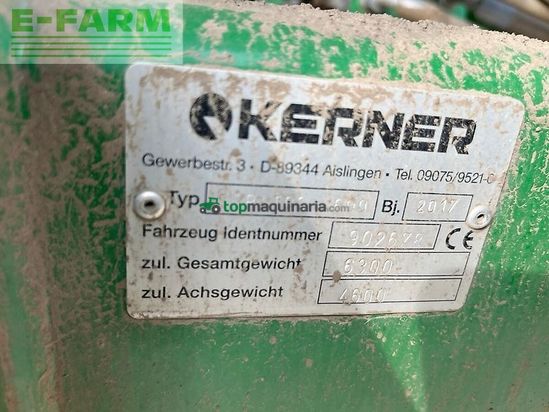 E-FARM
KERNER
Gewerbestr. 3 · D-89344 Aislingen · Tel. 09075/9521-0
Typ
topmaquinaria.com
Bj. 2017
Fahrzeug Identnummer
CE
zul. Gesamtgewicht 6300
zul. Achsgewicht 4600